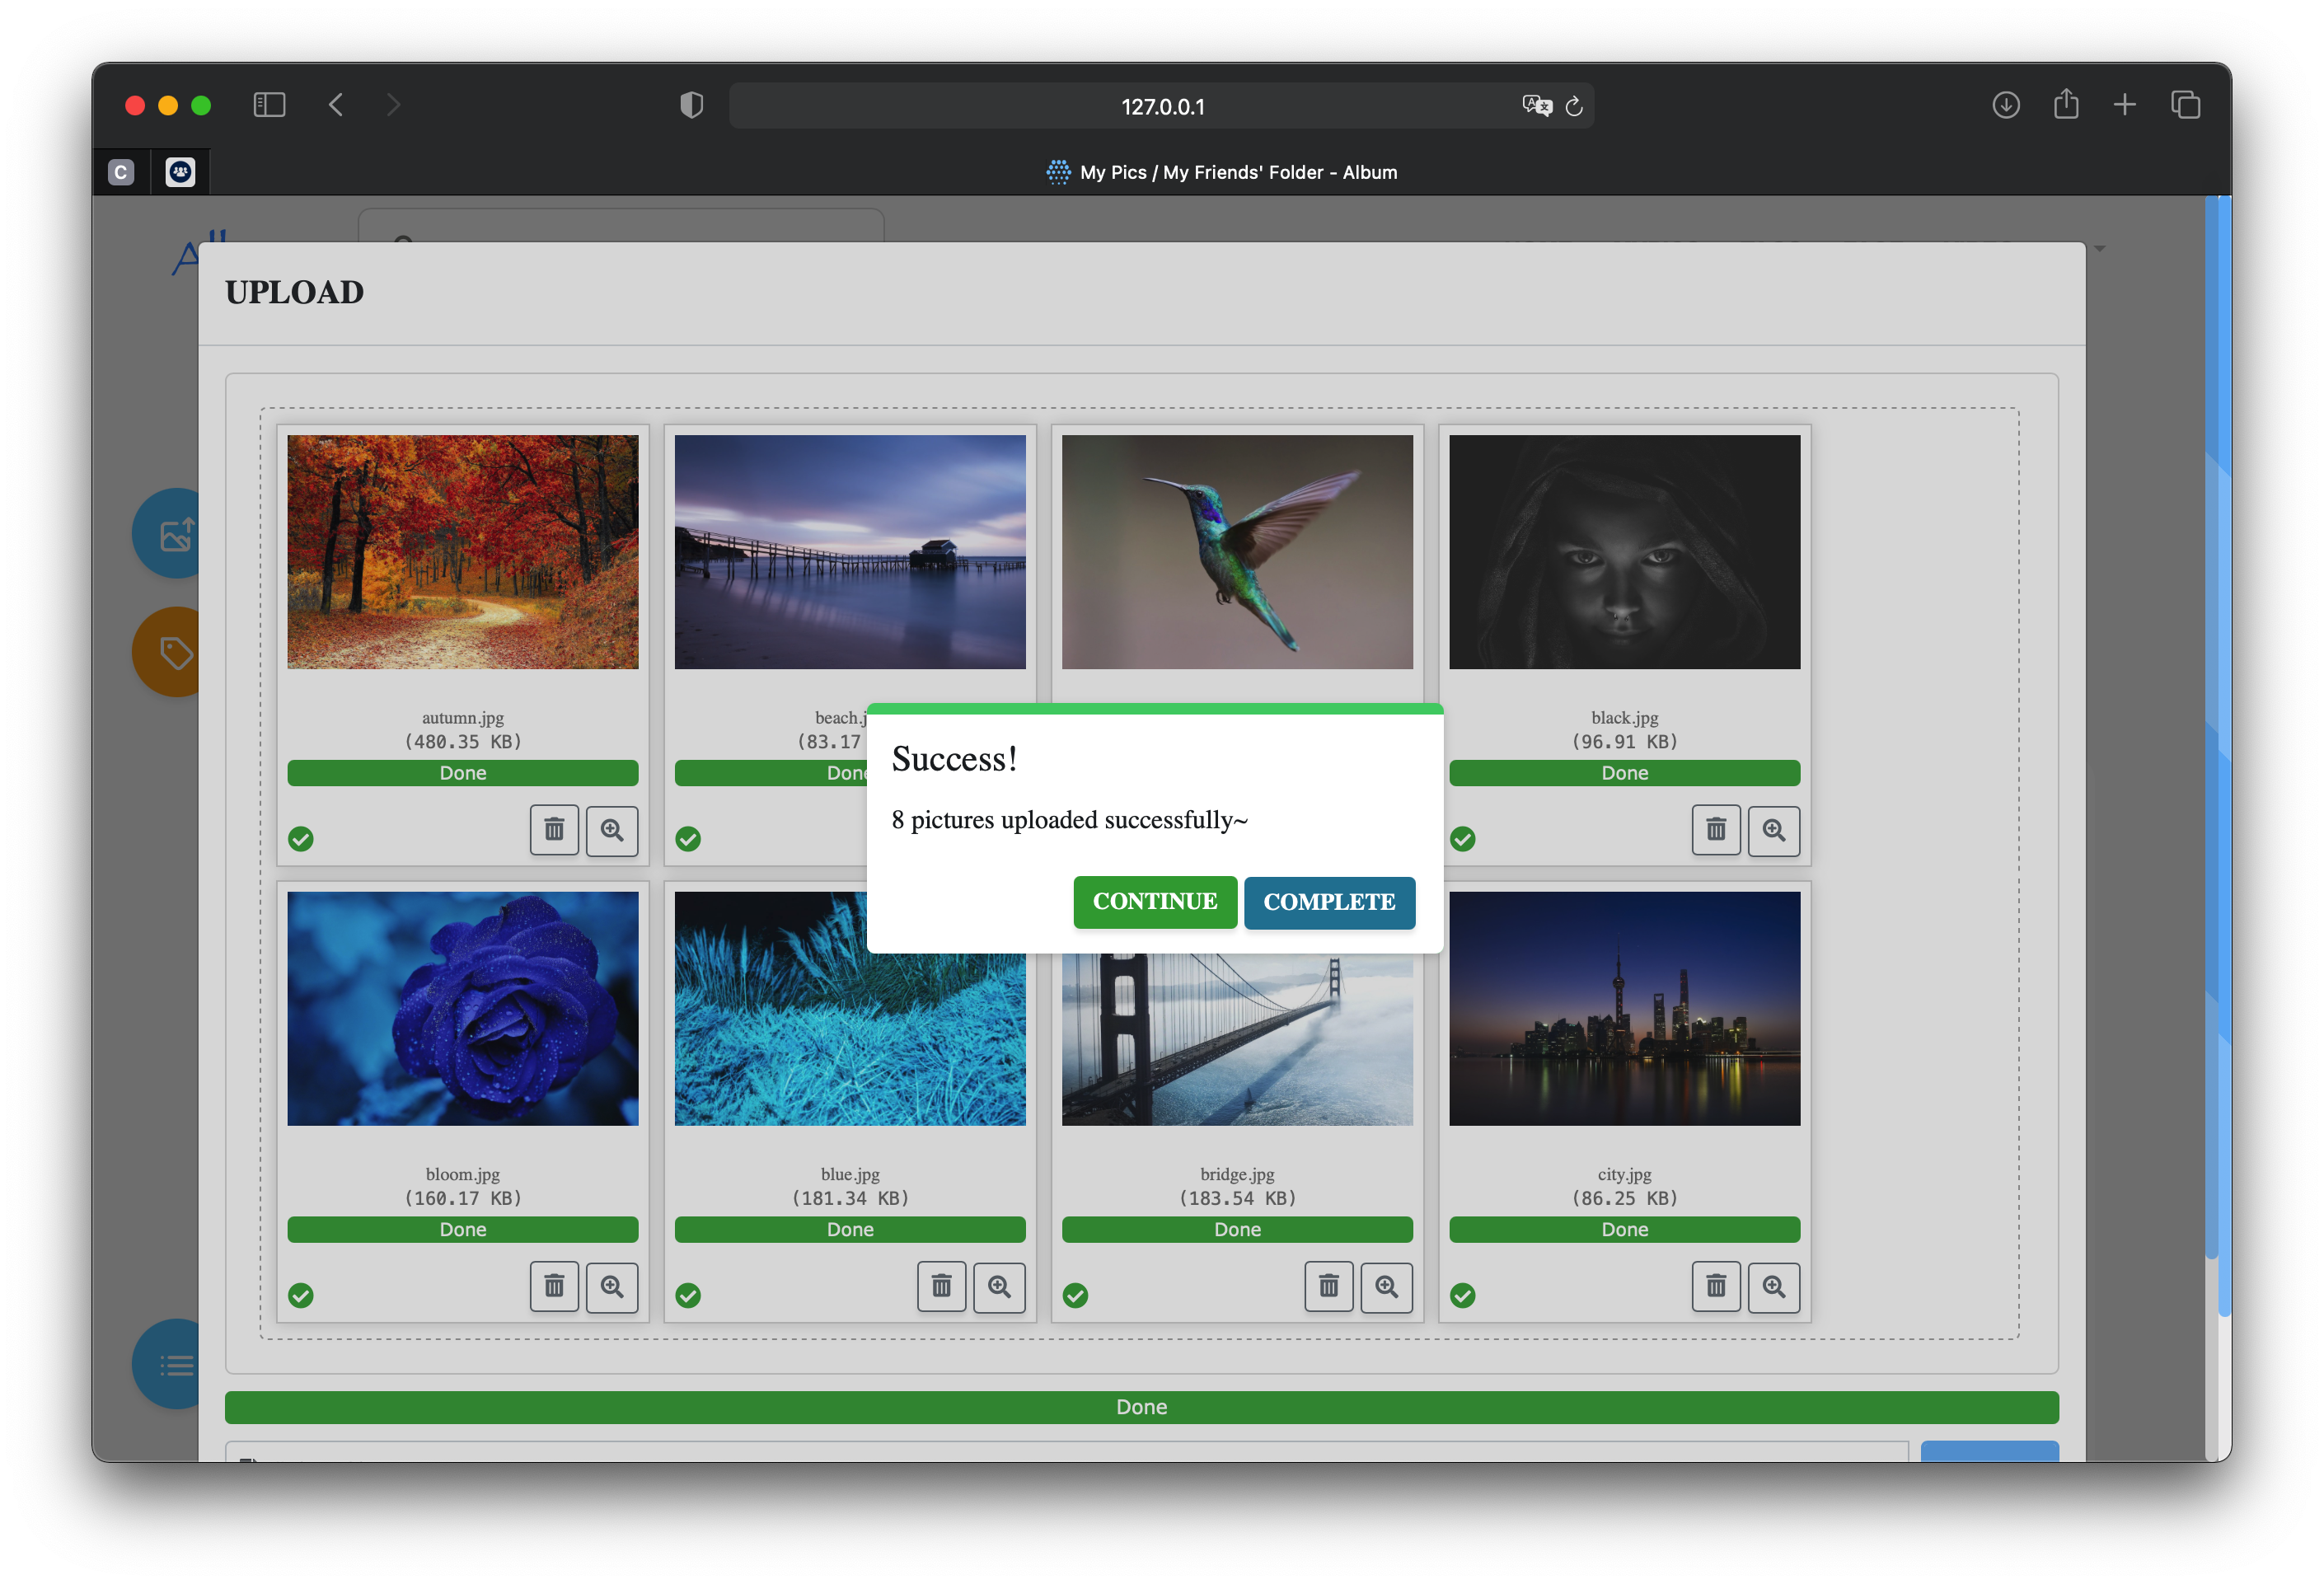 127.0.0.1
C
My Pics / My Friends' Folder - Album
UPLOAD
autumn.jpg
(480.35 KB)
Done
(83.17
black.jpg
(96.91 KB)
Done
Success!
8 pictures uploaded successfully~
CONTINUE COMPLETE
bloom.jpg
(160.17 KB)
Done
blue.jpg
(181.34 KB)
Done
bridge.jpg
(183.54 KB)
Done
city.jpg
(86.25 KB)
Done
Done